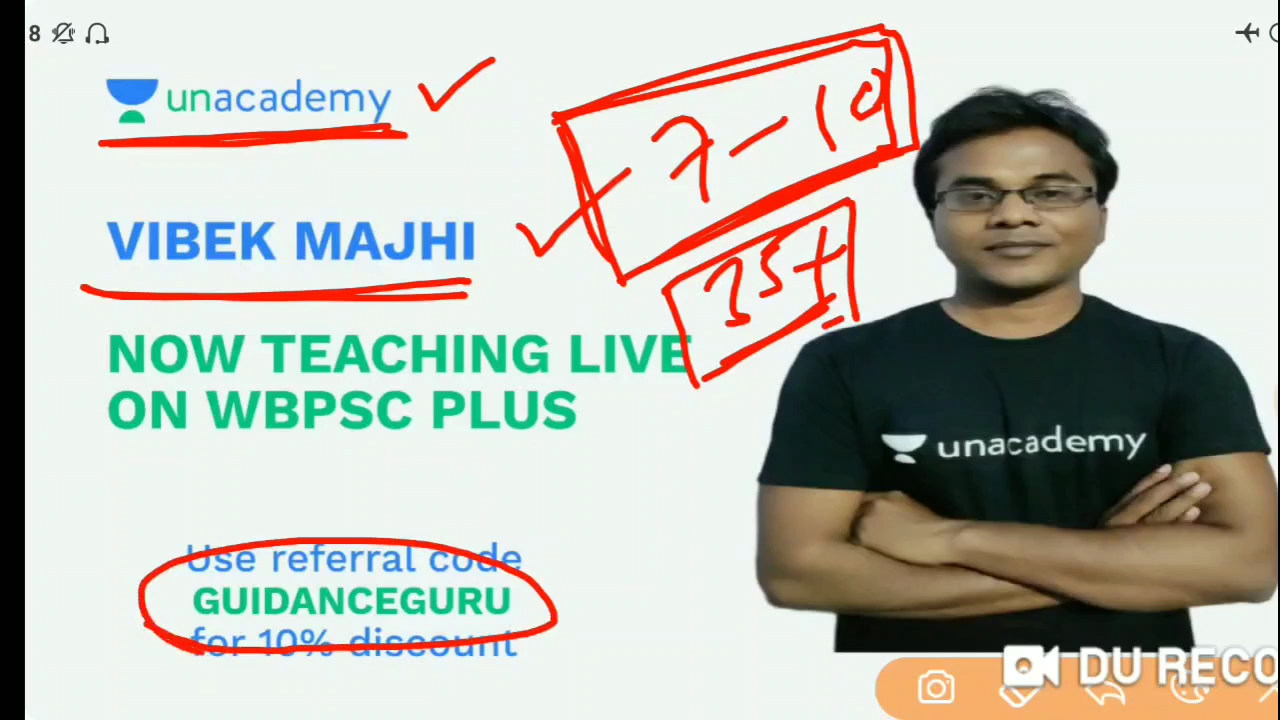 8
unacademy
7-10
VIBEK MAJHI
35+
NOW TEACHING LIVE
ON WBPSC PLUS
unacademy
Use referral code
GUIDANCEGURU
for 10% discount
DU RECO